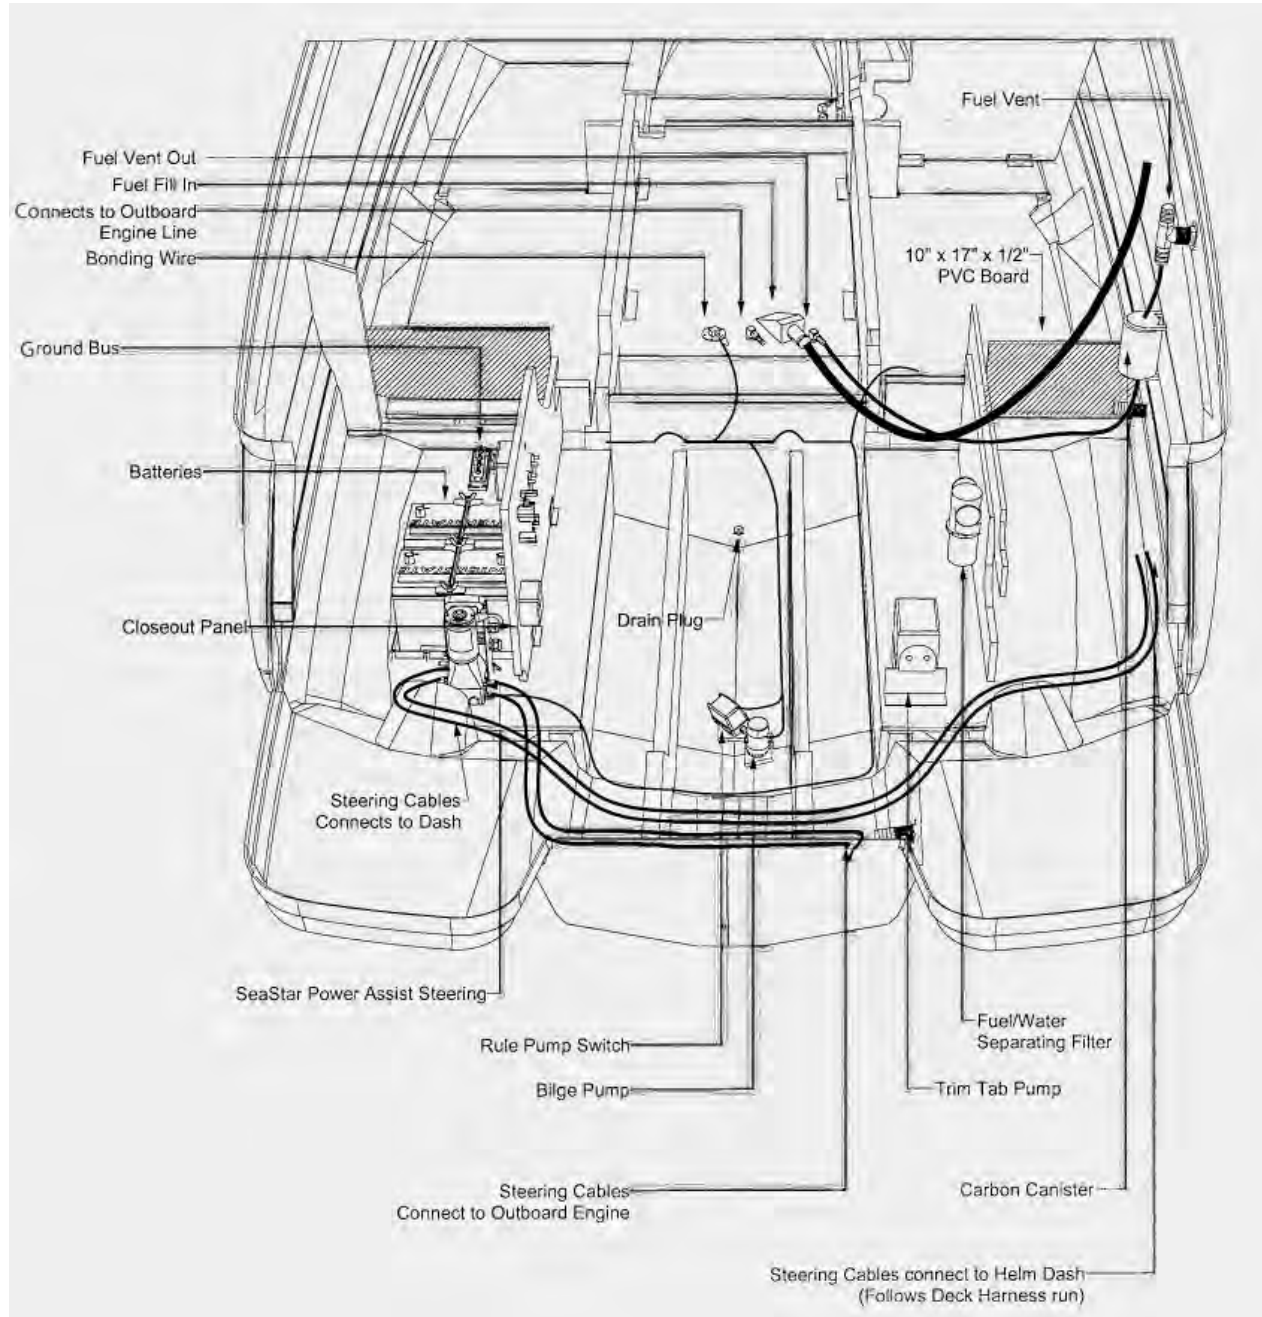 Fuel Vent
Fuel Vent Out
Fuel Fill In
Connects to Outboard
Engine Line
Bonding Wire
10" x 17" x 1/2"
PVC Board
Ground Bus
Batteries
Closeout Panel
Drain Plug
Steering Cables
Connects to Dash
SeaStar Power Assist Steering
Rule Pump Switch
Bilge Pump
Fuel/Water
Separating Filter
Trim Tab Pump
Steering Cables
Connect to Outboard Engine
Carbon Canister
Steering Cables connect to Helm Dash
(Follows Deck Harness run)